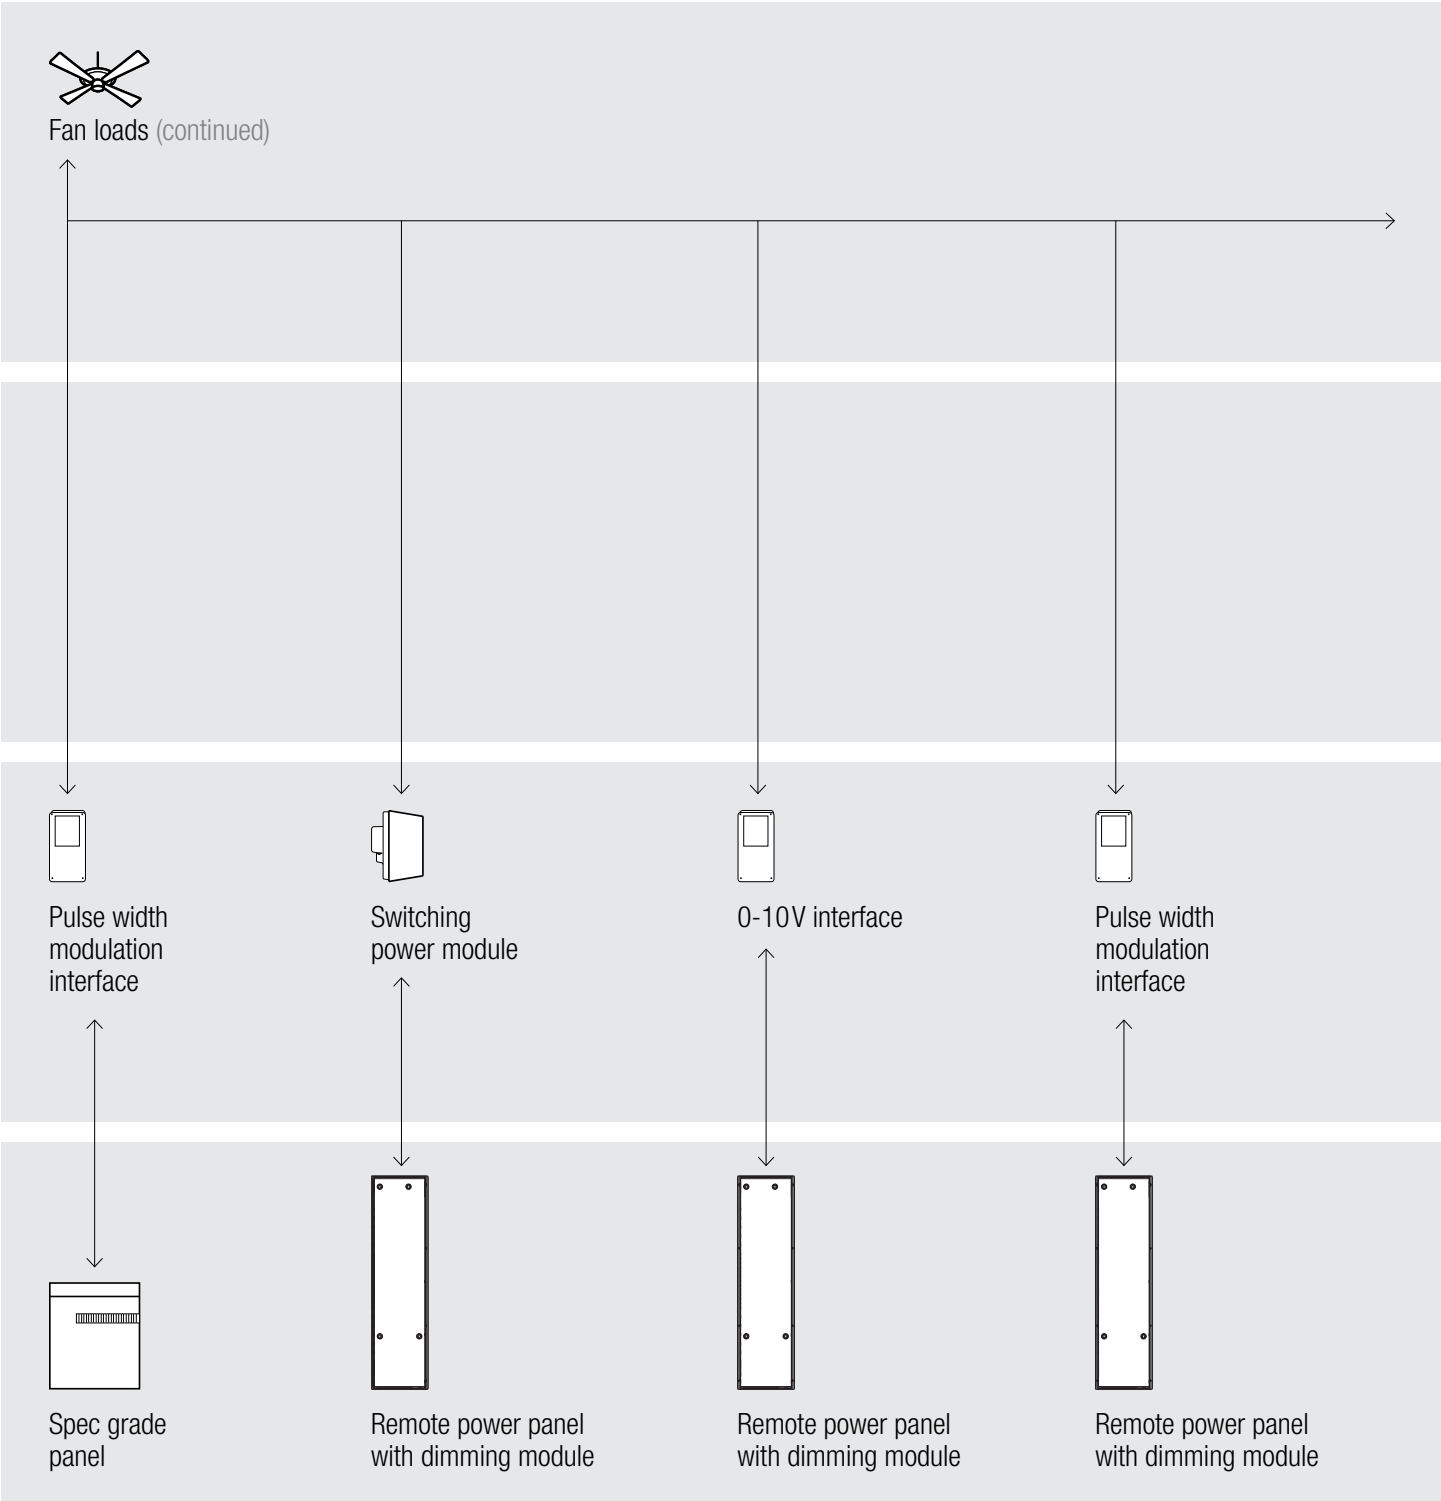 Fan loads (continued)
Pulse width
modulation
interface
Switching
power module
0-10V interface
Pulse width
modulation
interface
Spec grade
panel
Remote power panel
with dimming module
Remote power panel
with dimming module
Remote power panel
with dimming module